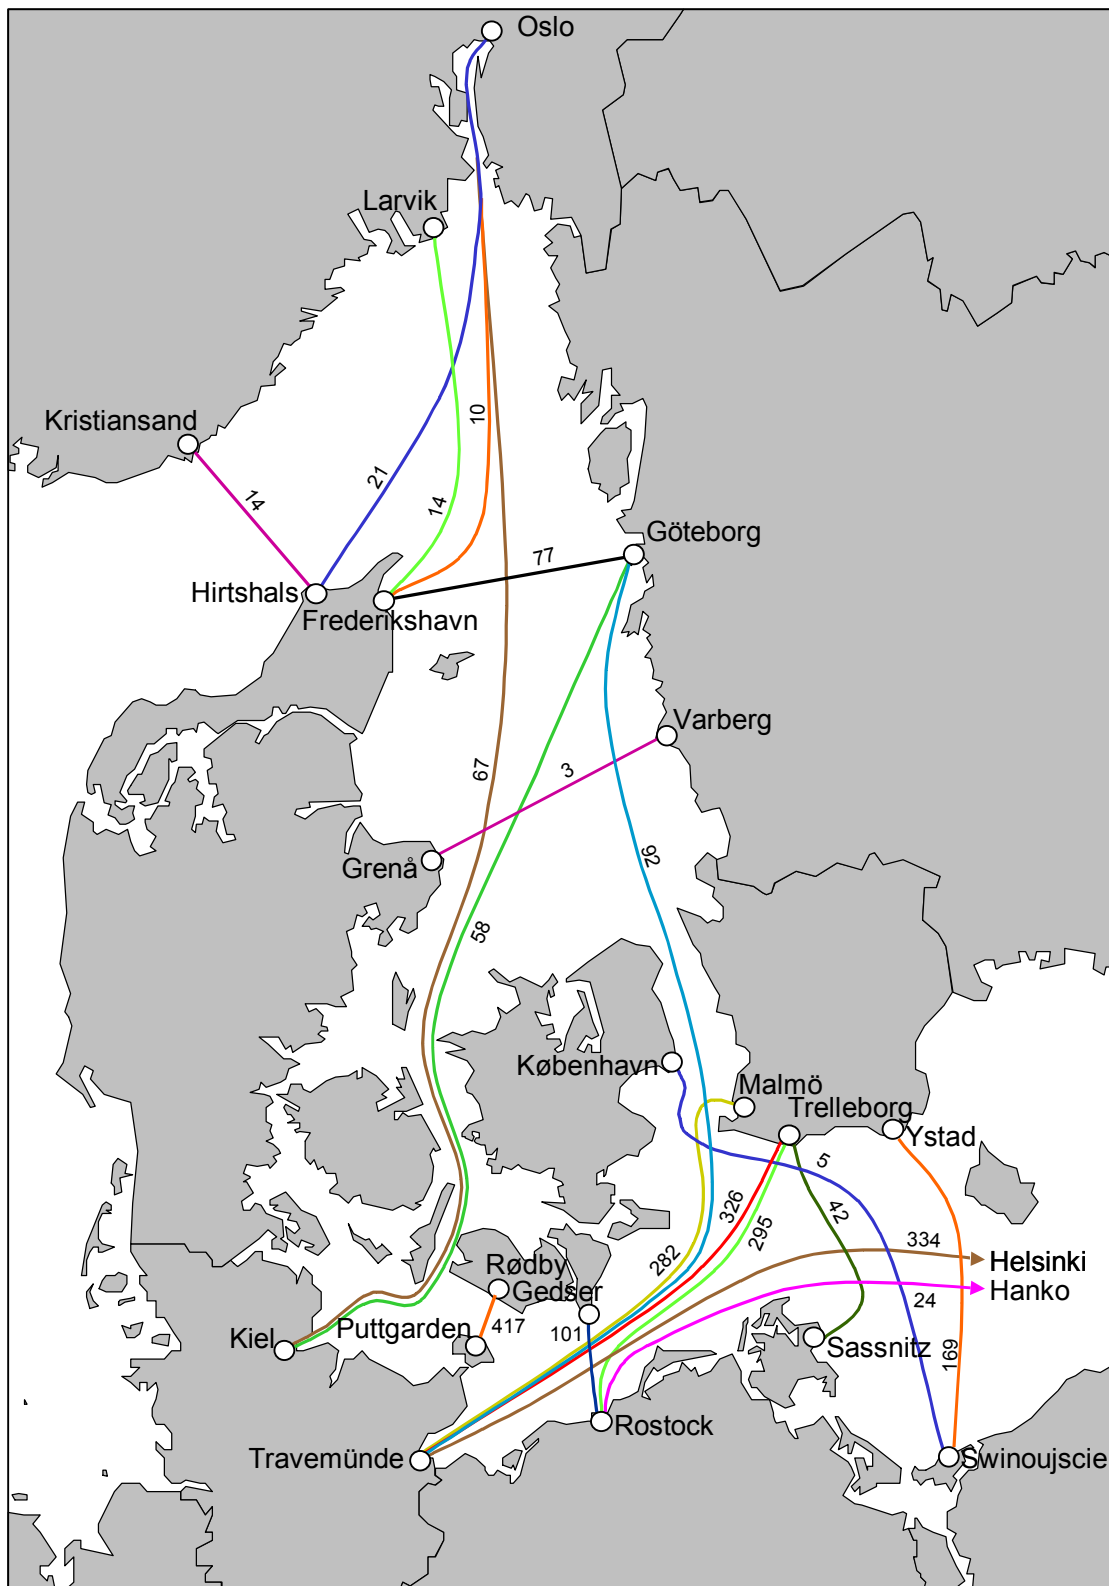 Oslo
Larvik
10
Kristiansand
21
14
14
Göteborg
77
Hirtshals
Frederikshavn
Varberg
67
3
92
Grenå
58
København
Malmö
Trelleborg
Ystad
5
326
42
295
334
282
Helsinki
Rødby
Gedser
Hanko
24
Puttgarden
417
101
Kiel
Sassnitz
169
Rostock
Travemünde
Swinoujscie